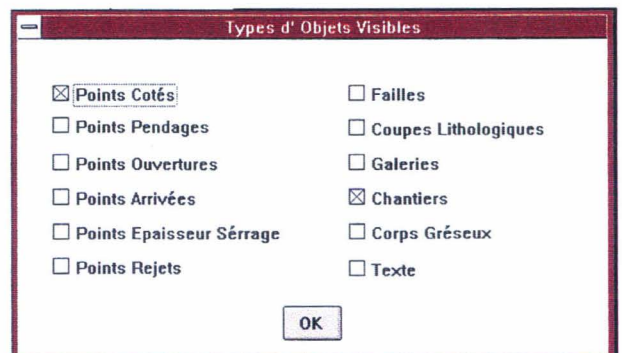 Types d' Objets Visibles
Points Cotés
Points Pendages
Points Ouvertures
Points Arrivées
Points Epaisseur Sérrage
Points Rejets
Failles
Coupes Lithologiques
Galeries
Chantiers
Corps Gréseux
Texte
OK